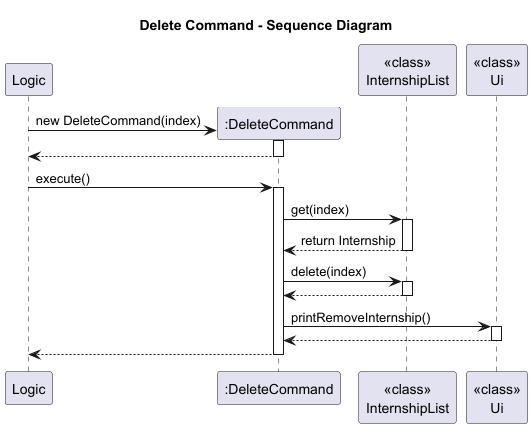 Delete Command - Sequence Diagram
«class»
«class»
Logic
InternshipList
Ui
new DeleteCommand(index)
:DeleteCommand
execute()
get(index)
return Internship
delete(index)
printRemoveInternship()
Logic
:DeleteCommand
«class»
InternshipList
«class»
Ui